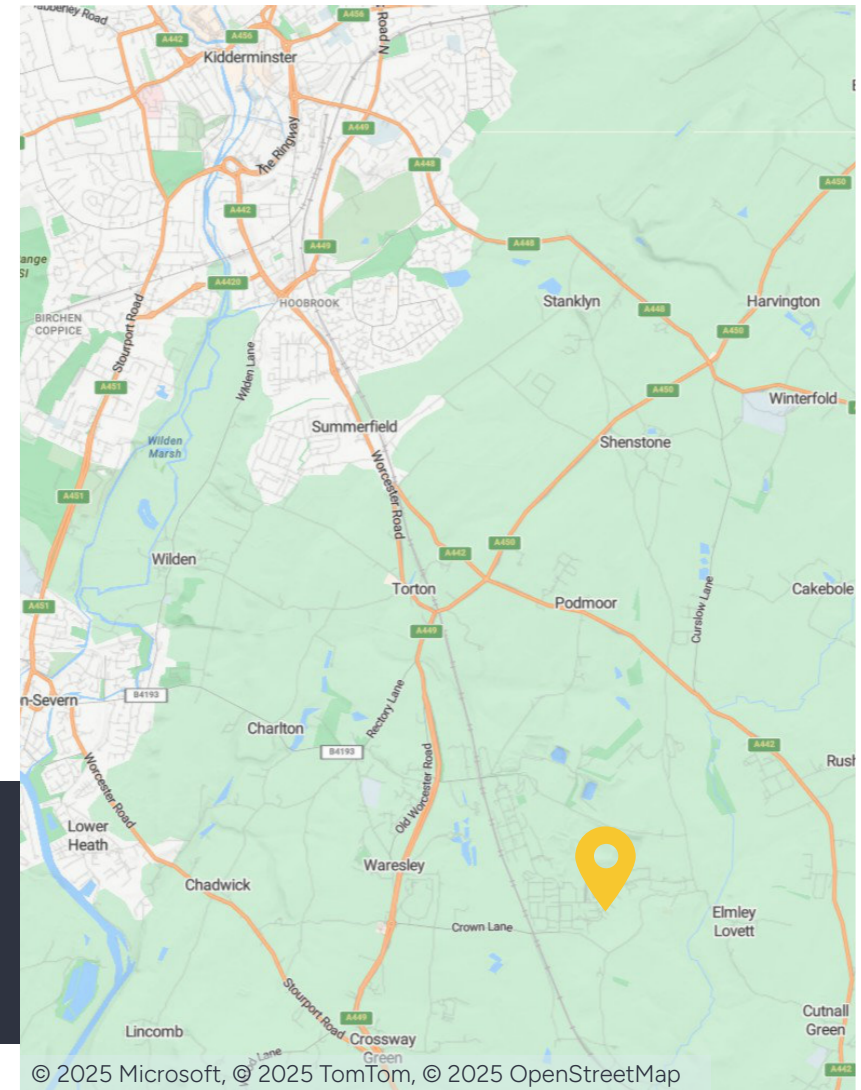 A456
Road N
A442
A456
Kidderminster
A449
The Ringway
A448
A450
A442
A448
A449
A4420
Stanklyn
HOOBROOK
Harvington
A448
BIRCHEN
COPPICE
Stourport Road
A450
Wilden Lane
A451
A450
Winterfold
Summerfield
Wilden
Marsh
Shenstone
Worcester Road
A451
A450
A442
Wilden
Torton
Podmoor
Cakebole
A451
Curslow Lane
A449
n-Severn
B4193
Rectory Lane
Charlton
A442
B4193
Rush
Worcester Road
Old Worcester Road
Lower
Heath
Waresley
Chadwick
Elmley
Lovett
Crown Lane
Stourport Road
A449
Cutnall
Green
Lincomb
Crossway
Green
Lane
A442
© 2025 Microsoft, © 2025 TomTom, © 2025 OpenStreetMap